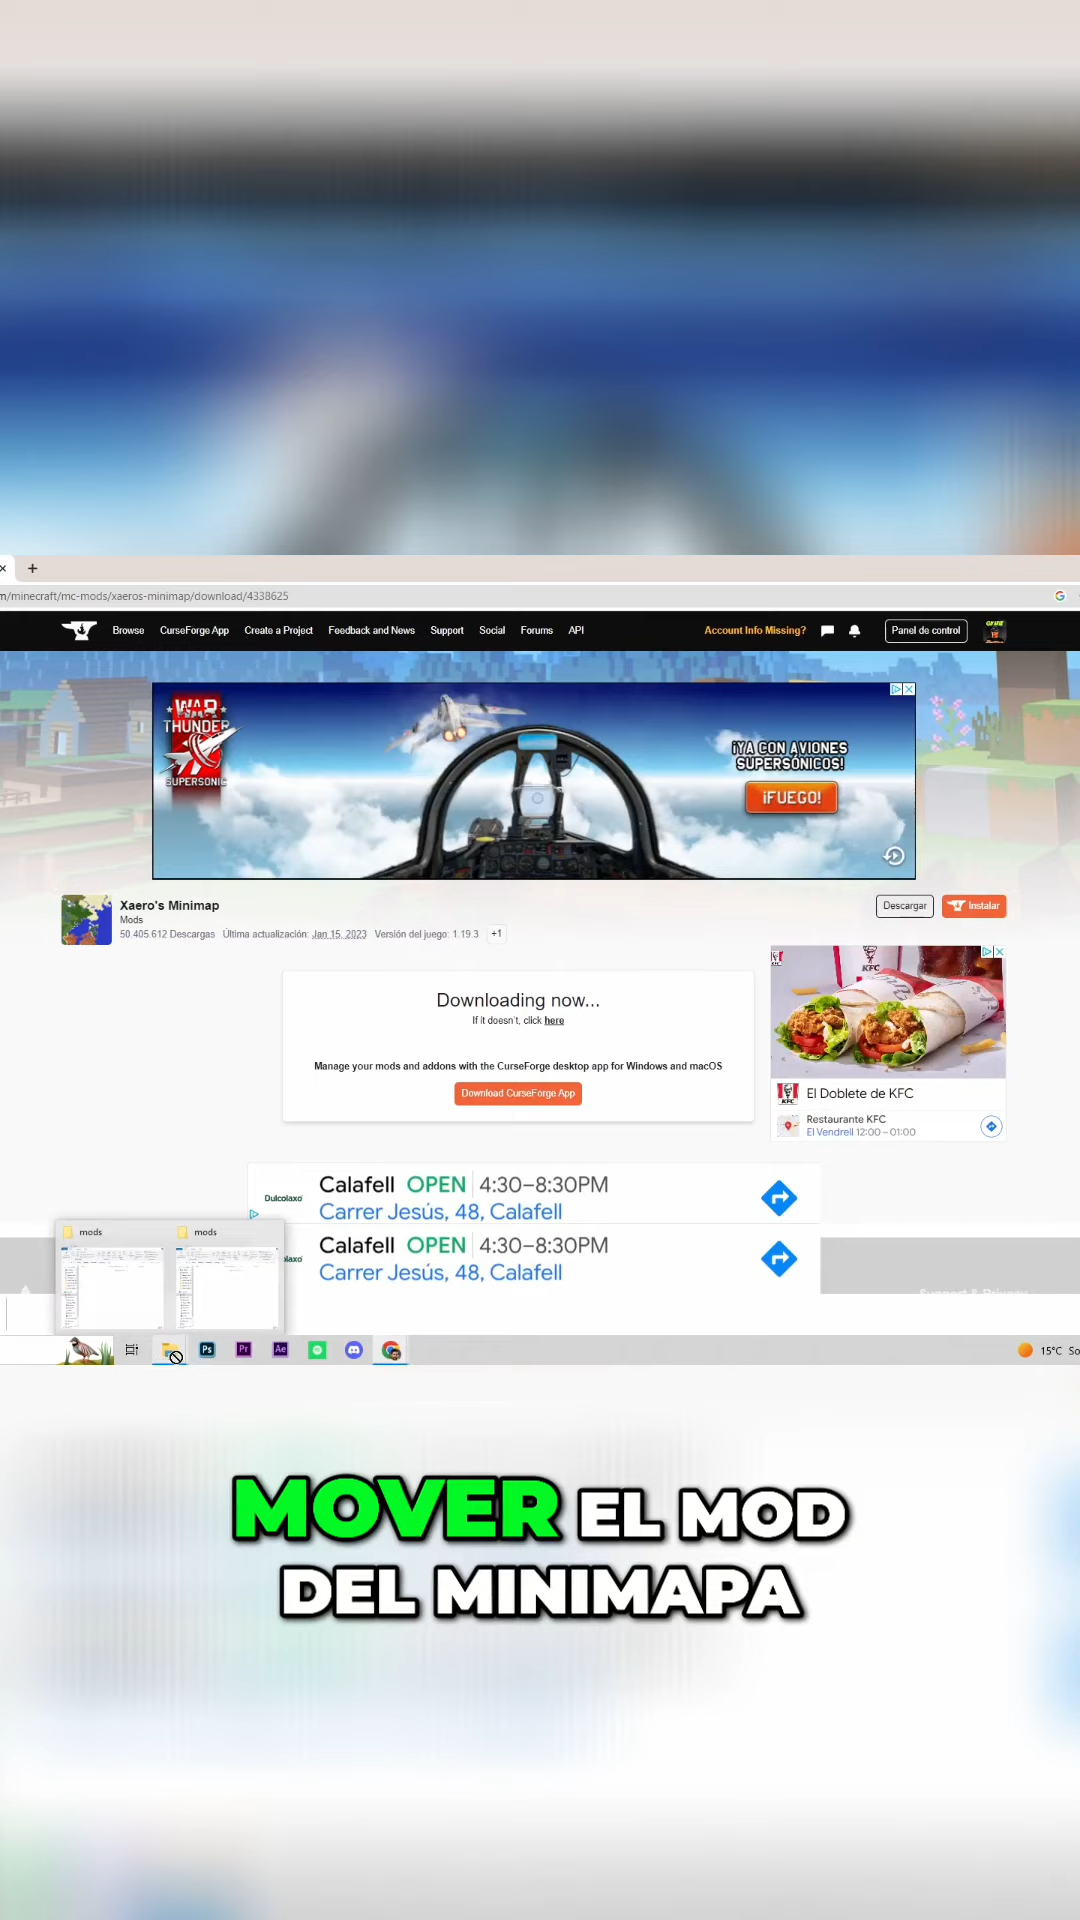 m/minecraft/mc-mods/xaeros-minimap/download/4338625
Browse CurseForge App Create a Project Feedback and News Support Social Forums API Account Info Missing? Panel de control
WAR
THUNDER
SUPERSONIC
¡YA CON AVIONES
SUPERSÓNICOS!
¡FUEGO!
Xaero's Minimap
Mods
50.405.612 Descargas Última actualización: Jan 15, 2023 Versión del juego: 1.19.3 +1
Descargar Instalar
Downloading now...
If it doesn't, click here
Manage your mods and addons with the CurseForge desktop app for Windows and macOS
Download CurseForge App
KFC
El Doblete de KFC
Restaurante KFC
El Vendrell 12:00 – 01:00
Dulcolaxo
Calafell OPEN 4:30–8:30PM
Carrer Jesús, 48, Calafell
Calafell OPEN 4:30–8:30PM
Carrer Jesús, 48, Calafell
mods mods
Ps Pr Ae
15°C So
MOVER EL MOD
DEL MINIMAPA